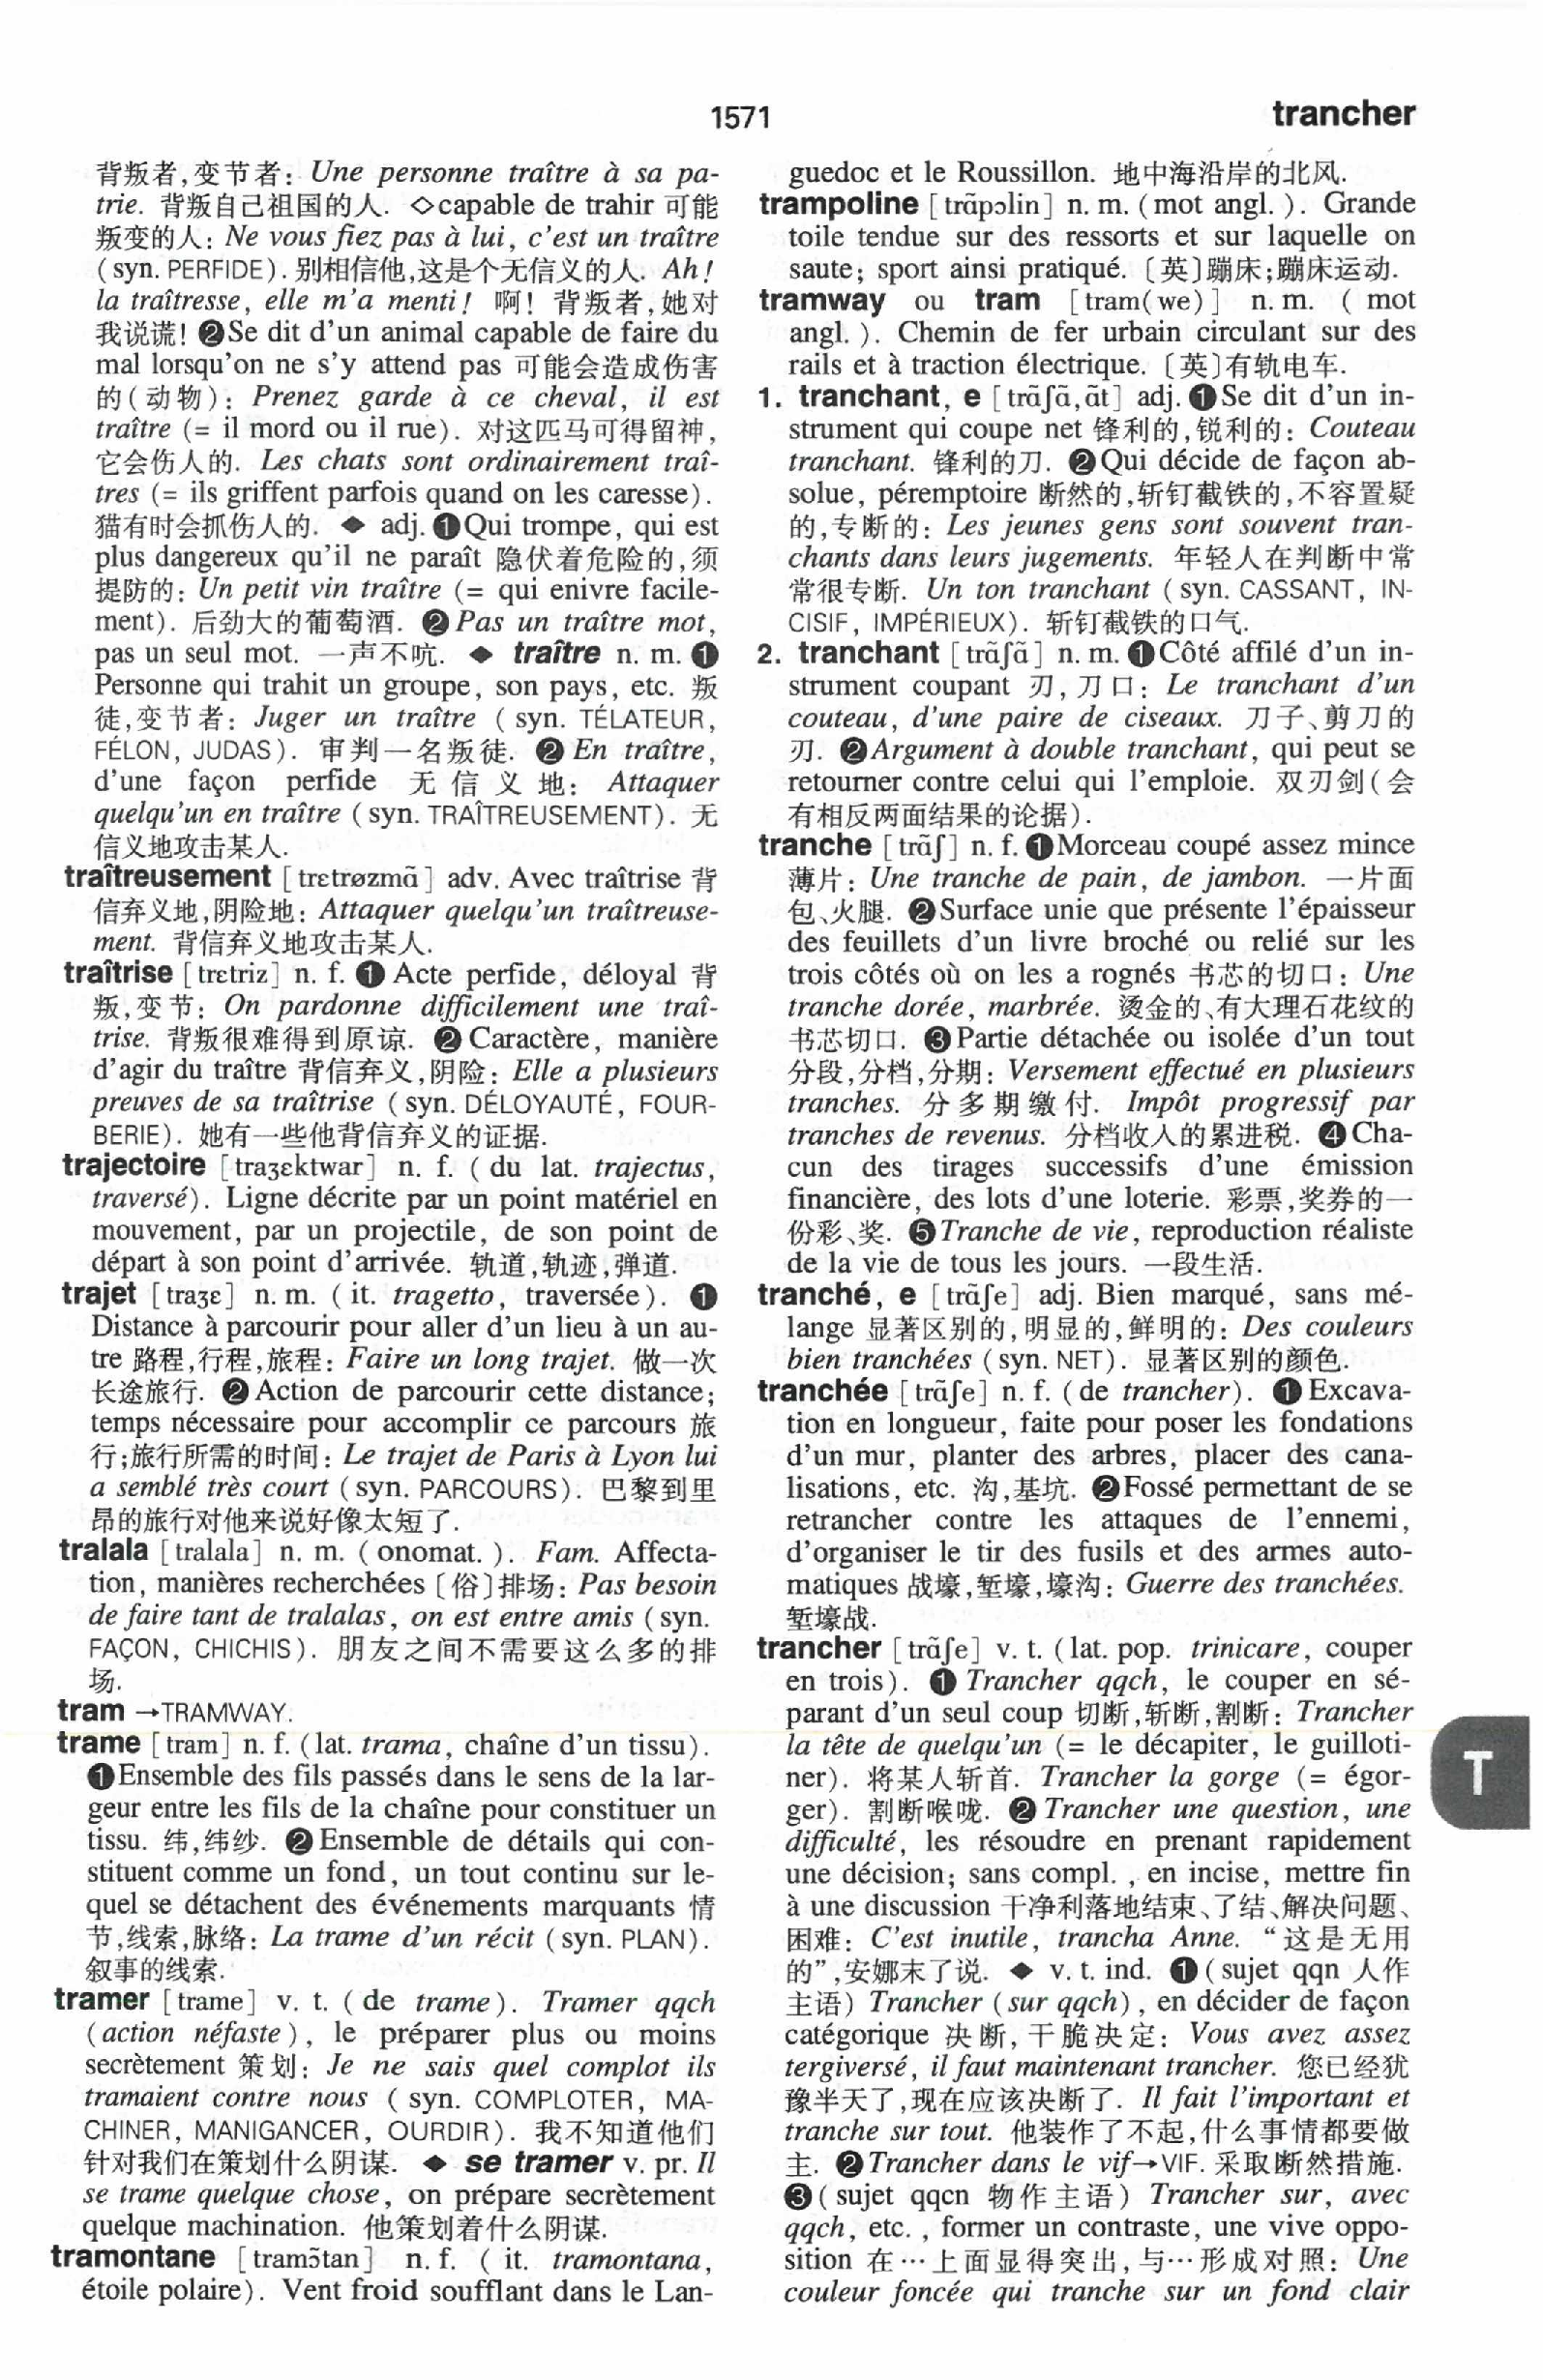 1571
trancher
背叛者,变节者: Une personne traître à sa pa-
trie. 背叛自己祖国的人. ◇capable de trahir 可能
叛变的人: Ne vous fiez pas à lui, c'est un traître
(syn. PERFIDE). 别相信他,这是个无信义的人. Ah!
la traîtresse, elle m'a menti! 啊! 背叛者,她对
我说谎! ❷Se dit d'un animal capable de faire du
mal lorsqu'on ne s'y attend pas 可能会造成伤害
的(动物): Prenez garde à ce cheval, il est
traître (= il mord ou il rue). 对这匹马可得留神,
它会伤人的. Les chats sont ordinairement traî-
tres (= ils griffent parfois quand on les caresse).
猫有时会抓伤人的. ◆ adj. ❶Qui trompe, qui est
plus dangereux qu'il ne paraît 隐伏着危险的,须
提防的: Un petit vin traître (= qui enivre facile-
ment). 后劲大的葡萄酒. ❷Pas un traître mot,
pas un seul mot. 一声不吭. ◆ traître n. m. ❶
Personne qui trahit un groupe, son pays, etc. 叛
徒,变节者: Juger un traître (syn. TÉLATEUR,
FÉLON, JUDAS). 审判一名叛徒. ❷En traître,
d'une façon perfide 无信义地: Attaquer
quelqu'un en traître (syn. TRAÎTREUSEMENT). 无
信义地攻击某人.
traîtreusement [trɛtrøzmɑ̃] adv. Avec traîtrise 背
信弃义地,阴险地: Attaquer quelqu'un traîtreuse-
ment. 背信弃义地攻击某人.
traîtrise [trɛtriz] n. f. ❶Acte perfide, déloyal 背
叛,变节: On pardonne difficilement une traî-
trise. 背叛很难得到原谅. ❷Caractère, manière
d'agir du traître 背信弃义,阴险: Elle a plusieurs
preuves de sa traîtrise (syn. DÉLOYAUTÉ, FOUR-
BERIE). 她有一些他背信弃义的证据.
trajectoire [traʒɛktwar] n. f. (du lat. trajectus,
traversé). Ligne décrite par un point matériel en
mouvement, par un projectile, de son point de
départ à son point d'arrivée. 轨道,轨迹,弹道.
trajet [traʒɛ] n. m. (it. tragetto, traversée). ❶
Distance à parcourir pour aller d'un lieu à un au-
tre 路程,行程,旅程: Faire un long trajet. 做一次
长途旅行. ❷Action de parcourir cette distance;
temps nécessaire pour accomplir ce parcours 旅
行;旅行所需的时间: Le trajet de Paris à Lyon lui
a semblé très court (syn. PARCOURS). 巴黎到里
昂的旅行对他来说好像太短了.
tralala [tralala] n. m. (onomat.). Fam. Affecta-
tion, manières recherchées〔俗〕排场: Pas besoin
de faire tant de tralalas, on est entre amis (syn.
FAÇON, CHICHIS). 朋友之间不需要这么多的排
场.
tram →TRAMWAY.
trame [tram] n. f. (lat. trama, chaîne d'un tissu).
❶Ensemble des fils passés dans le sens de la lar-
geur entre les fils de la chaîne pour constituer un
tissu. 纬,纬纱. ❷Ensemble de détails qui con-
stituent comme un fond, un tout continu sur le-
quel se détachent des événements marquants 情
节,线索,脉络: La trame d'un récit (syn. PLAN).
叙事的线索.
tramer [trame] v. t. (de trame). Tramer qqch
(action néfaste), le préparer plus ou moins
secrètement 策划: Je ne sais quel complot ils
tramaient contre nous (syn. COMPLOTER, MA-
CHINER, MANIGANCER, OURDIR). 我不知道他们
针对我们在策划什么阴谋. ◆ se tramer v. pr. Il
se trame quelque chose, on prépare secrètement
quelque machination. 他策划着什么阴谋.
tramontane [tramɔ̃tan] n. f. (it. tramontana,
étoile polaire). Vent froid soufflant dans le Lan-
guedoc et le Roussillon. 地中海沿岸的北风.
trampoline [trɑ̃pɔlin] n. m. (mot angl.). Grande
toile tendue sur des ressorts et sur laquelle on
saute; sport ainsi pratiqué.〔英〕蹦床;蹦床运动.
tramway ou tram [tram(we)] n. m. (mot
angl.). Chemin de fer urbain circulant sur des
rails et à traction électrique.〔英〕有轨电车.
1. tranchant, e [trɑ̃ʃɑ̃,ɑ̃t] adj. ❶Se dit d'un in-
strument qui coupe net 锋利的,锐利的: Couteau
tranchant. 锋利的刀. ❷Qui décide de façon ab-
solue, péremptoire 断然的,斩钉截铁的,不容置疑
的,专断的: Les jeunes gens sont souvent tran-
chants dans leurs jugements. 年轻人在判断中常
常很专断. Un ton tranchant (syn. CASSANT, IN-
CISIF, IMPÉRIEUX). 斩钉截铁的口气.
2. tranchant [trɑ̃ʃɑ̃] n. m. ❶Côté affilé d'un in-
strument coupant 刃,刀口: Le tranchant d'un
couteau, d'une paire de ciseaux. 刀子、剪刀的
刃. ❷Argument à double tranchant, qui peut se
retourner contre celui qui l'emploie. 双刃剑(会
有相反两面结果的论据).
tranche [trɑ̃ʃ] n. f. ❶Morceau coupé assez mince
薄片: Une tranche de pain, de jambon. 一片面
包、火腿. ❷Surface unie que présente l'épaisseur
des feuillets d'un livre broché ou relié sur les
trois côtés où on les a rognés 书芯的切口: Une
tranche dorée, marbrée. 烫金的、有大理石花纹的
书芯切口. ❸Partie détachée ou isolée d'un tout
分段,分档,分期: Versement effectué en plusieurs
tranches. 分多期缴付. Impôt progressif par
tranches de revenus. 分档收入的累进税. ❹Cha-
cun des tirages successifs d'une émission
financière, des lots d'une loterie. 彩票,奖券的一
份彩、奖. ❺Tranche de vie, reproduction réaliste
de la vie de tous les jours. 一段生活.
tranché, e [trɑ̃ʃe] adj. Bien marqué, sans mé-
lange 显著区别的,明显的,鲜明的: Des couleurs
bien tranchées (syn. NET). 显著区别的颜色.
tranchée [trɑ̃ʃe] n. f. (de trancher). ❶Excava-
tion en longueur, faite pour poser les fondations
d'un mur, planter des arbres, placer des cana-
lisations, etc. 沟,基坑. ❷Fossé permettant de se
retrancher contre les attaques de l'ennemi,
d'organiser le tir des fusils et des armes auto-
matiques 战壕,堑壕,壕沟: Guerre des tranchées.
堑壕战.
trancher [trɑ̃ʃe] v. t. (lat. pop. trinicare, couper
en trois). ❶Trancher qqch, le couper en sé-
parant d'un seul coup 切断,斩断,割断: Trancher
la tête de quelqu'un (= le décapiter, le guilloti-
ner). 将某人斩首. Trancher la gorge (= égor-
ger). 割断喉咙. ❷Trancher une question, une
difficulté, les résoudre en prenant rapidement
une décision; sans compl., en incise, mettre fin
à une discussion 干净利落地结束、了结、解决问题、
困难: C'est inutile, trancha Anne. “这是无用
的”,安娜末了说. ◆ v. t. ind. ❶(sujet qqn 人作
主语) Trancher (sur qqch), en décider de façon
catégorique 决断,干脆决定: Vous avez assez
tergiversé, il faut maintenant trancher. 您已经犹
豫半天了,现在应该决断了. Il fait l'important et
tranche sur tout. 他装作了不起,什么事情都要做
主. ❷Trancher dans le vif→VIF. 采取断然措施.
❸(sujet qqcn 物作主语) Trancher sur, avec
qqch, etc., former un contraste, une vive oppo-
sition 在…上面显得突出,与…形成对照: Une
couleur foncée qui tranche sur un fond clair
T